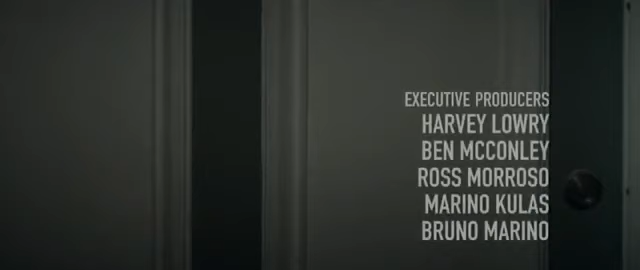 EXECUTIVE PRODUCERS
HARVEY LOWRY
BEN MCCONLEY
ROSS MORROSO
MARINO KULAS
BRUNO MARINO